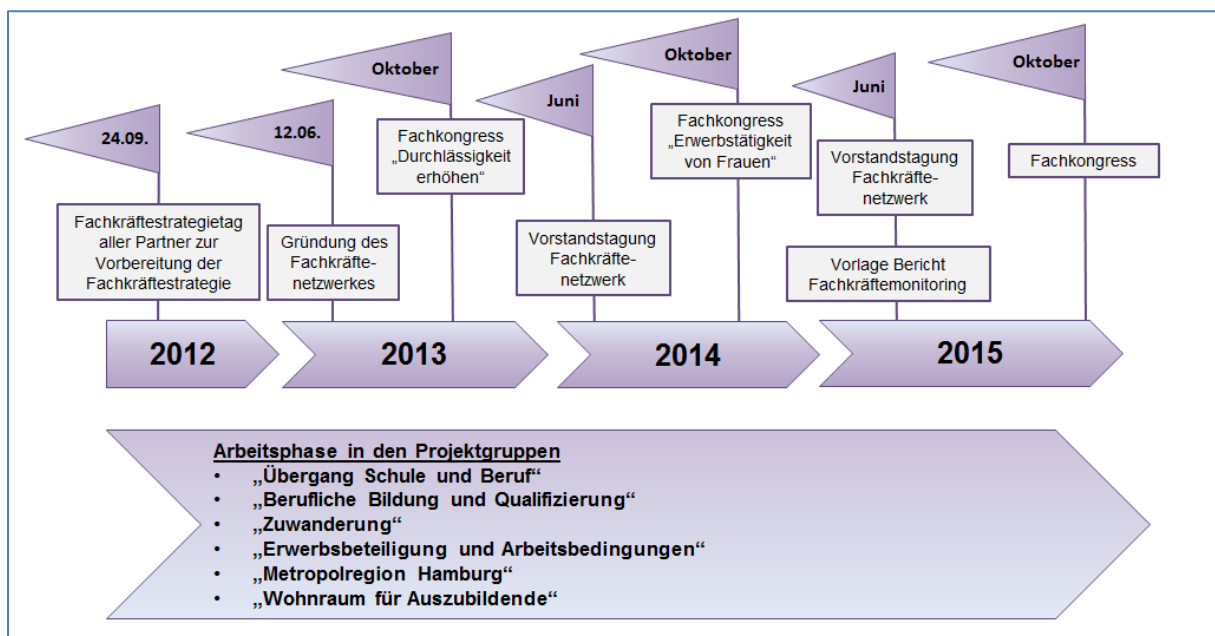 24.09.
Fachkräftestrategietag
aller Partner zur
Vorbereitung der
Fachkräftestrategie
12.06.
Gründung des
Fachkräfte-
netzwerkes
Oktober
Fachkongress
„Durchlässigkeit
erhöhen“
Juni
Vorstandstagung
Fachkräfte-
netzwerk
Oktober
Fachkongress
„Erwerbstätigkeit
von Frauen“
Juni
Vorstandstagung
Fachkräfte-
netzwerk
Vorlage Bericht
Fachkräftemonitoring
Oktober
Fachkongress
2012
2013
2014
2015
Arbeitsphase in den Projektgruppen
• „Übergang Schule und Beruf“
• „Berufliche Bildung und Qualifizierung“
• „Zuwanderung“
• „Erwerbsbeteiligung und Arbeitsbedingungen“
• „Metropolregion Hamburg“
• „Wohnraum für Auszubildende“